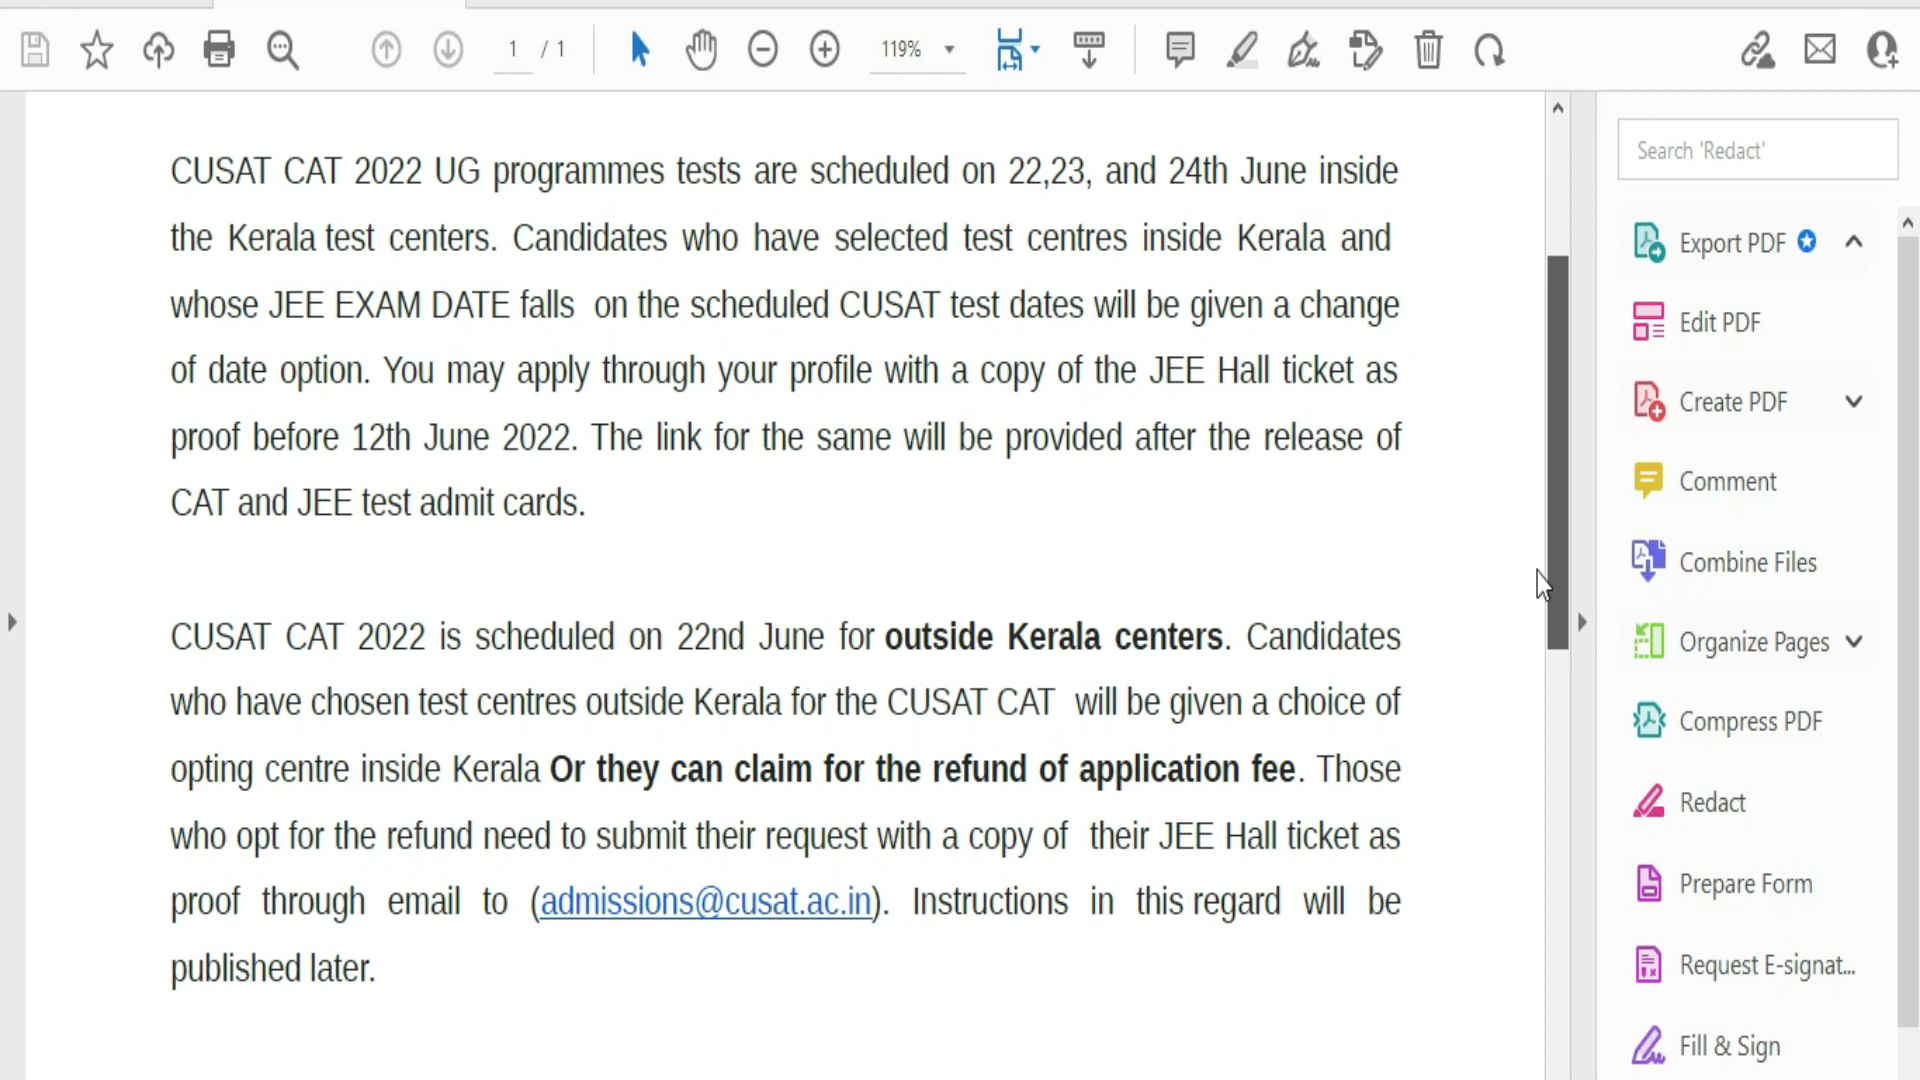 1 / 1
119%
CUSAT CAT 2022 UG programmes tests are scheduled on 22,23, and 24th June inside
the Kerala test centers. Candidates who have selected test centres inside Kerala and
whose JEE EXAM DATE falls on the scheduled CUSAT test dates will be given a change
of date option. You may apply through your profile with a copy of the JEE Hall ticket as
proof before 12th June 2022. The link for the same will be provided after the release of
CAT and JEE test admit cards.
CUSAT CAT 2022 is scheduled on 22nd June for outside Kerala centers. Candidates
who have chosen test centres outside Kerala for the CUSAT CAT will be given a choice of
opting centre inside Kerala Or they can claim for the refund of application fee. Those
who opt for the refund need to submit their request with a copy of their JEE Hall ticket as
proof through email to (admissions@cusat.ac.in). Instructions in this regard will be
published later.
Search 'Redact'
Export PDF
Edit PDF
Create PDF
Comment
Combine Files
Organize Pages
Compress PDF
Redact
Prepare Form
Request E-signat...
Fill & Sign